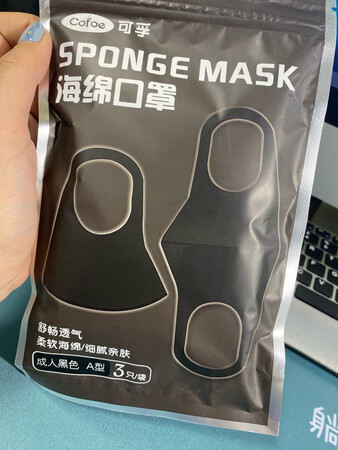 Cofoe 可孚
SPONGE MASK
海绵口罩
舒畅透气
柔软海绵/细腻亲肤
成人黑色 A型 3只/袋
躺